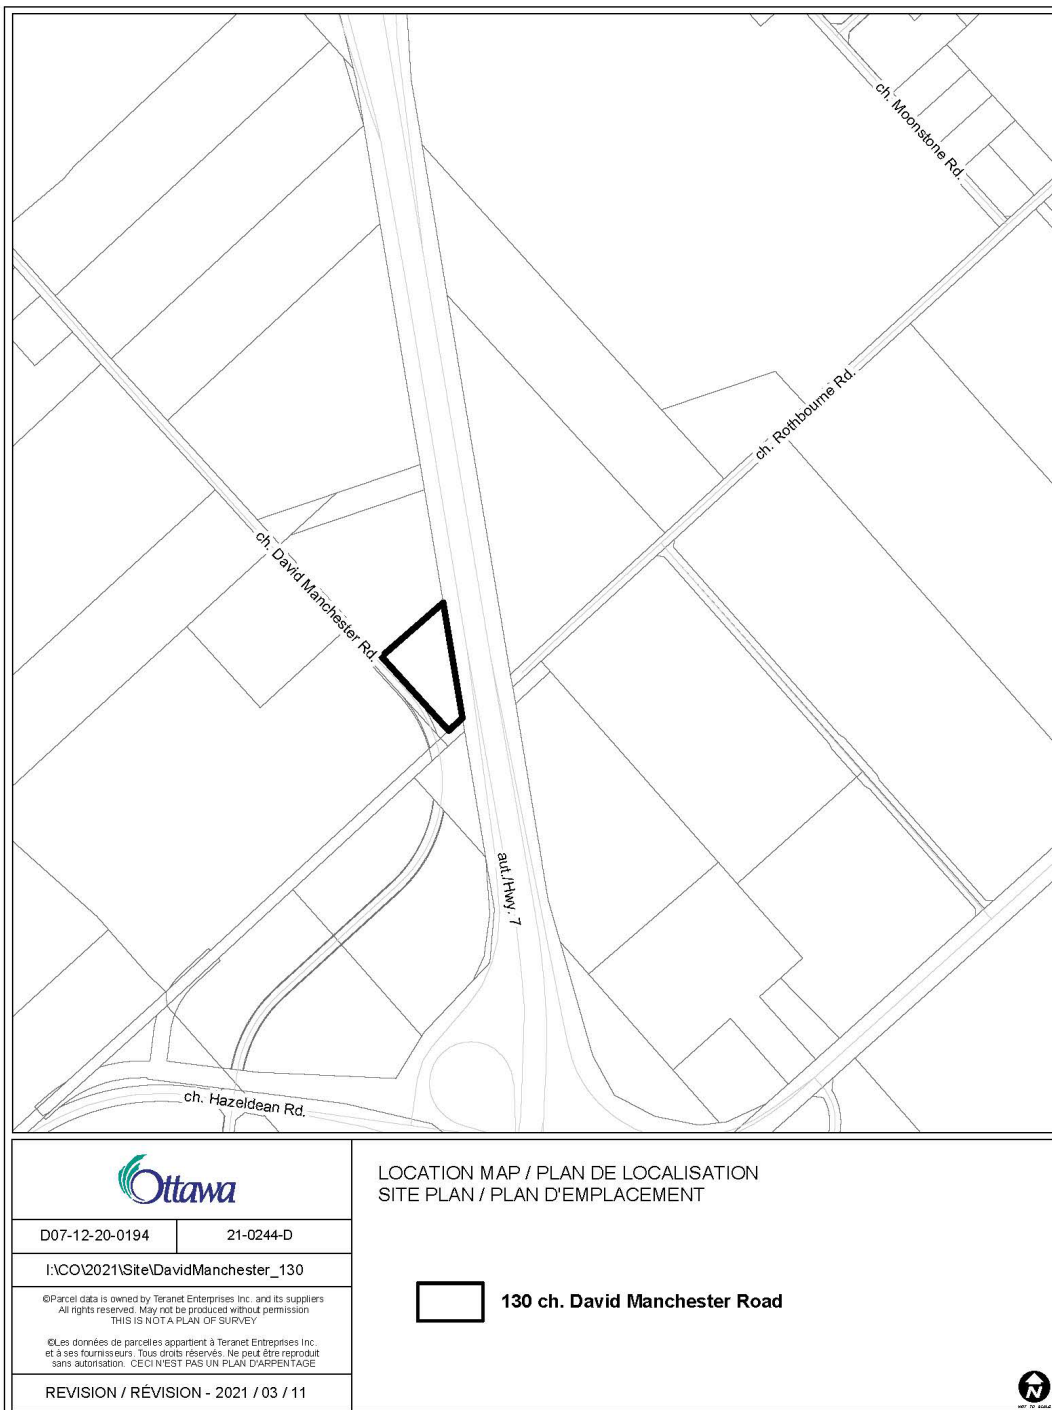 ch. Moonstone Rd.
ch. Rothbourne Rd.
ch. David Manchester Rd.
aut./Hwy. 7
ch. Hazeldean Rd.
Ottawa
D07-12-20-0194
21-0244-D
I:\CO\2021\Site\DavidManchester_130
©Parcel data is owned by Teranet Enterprises Inc. and its suppliers
All rights reserved. May not be produced without permission
THIS IS NOT A PLAN OF SURVEY
©Les données de parcelles appartient à Teranet Entreprises Inc.
et à ses fournisseurs. Tous droits réservés. Ne peut être reproduit
sans autorisation. CECI N'EST PAS UN PLAN D'ARPENTAGE
REVISION / RÉVISION - 2021 / 03 / 11
LOCATION MAP / PLAN DE LOCALISATION
SITE PLAN / PLAN D'EMPLACEMENT
130 ch. David Manchester Road
N
NOT TO SCALE